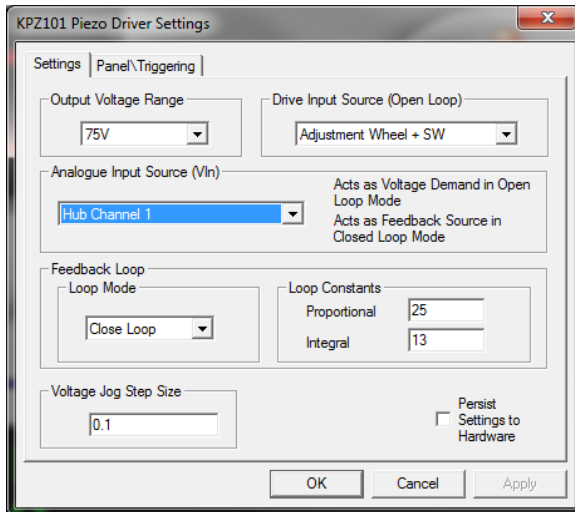 KPZ101 Piezo Driver Settings
Settings
Panel\Triggering
Output Voltage Range
75V
Drive Input Source (Open Loop)
Adjustment Wheel + SW
Analogue Input Source (VIn)
Hub Channel 1
Acts as Voltage Demand in Open
Loop Mode
Acts as Feedback Source in
Closed Loop Mode
Feedback Loop
Loop Mode
Close Loop
Loop Constants
Proportional
25
Integral
13
Voltage Jog Step Size
0.1
Persist
Settings to
Hardware
OK
Cancel
Apply